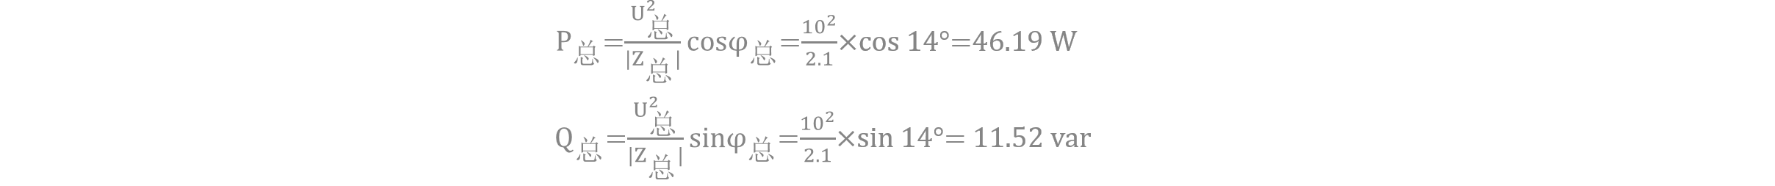 P总=U²总/|Z总| cosφ总=10²/2.1×cos 14°=46.19 W
Q总=U²总/|Z总| sinφ总=10²/2.1×sin 14°= 11.52 var